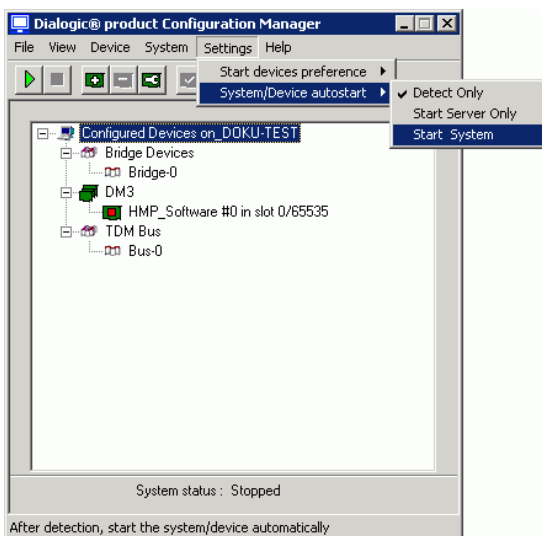 Dialogic® product Configuration Manager
File View Device System Settings Help
Start devices preference
System/Device autostart
Detect Only
Start Server Only
Start System
Configured Devices on_DOKU-TEST
Bridge Devices
Bridge-0
DM3
HMP_Software #0 in slot 0/65535
TDM Bus
Bus-0
System status : Stopped
After detection, start the system/device automatically